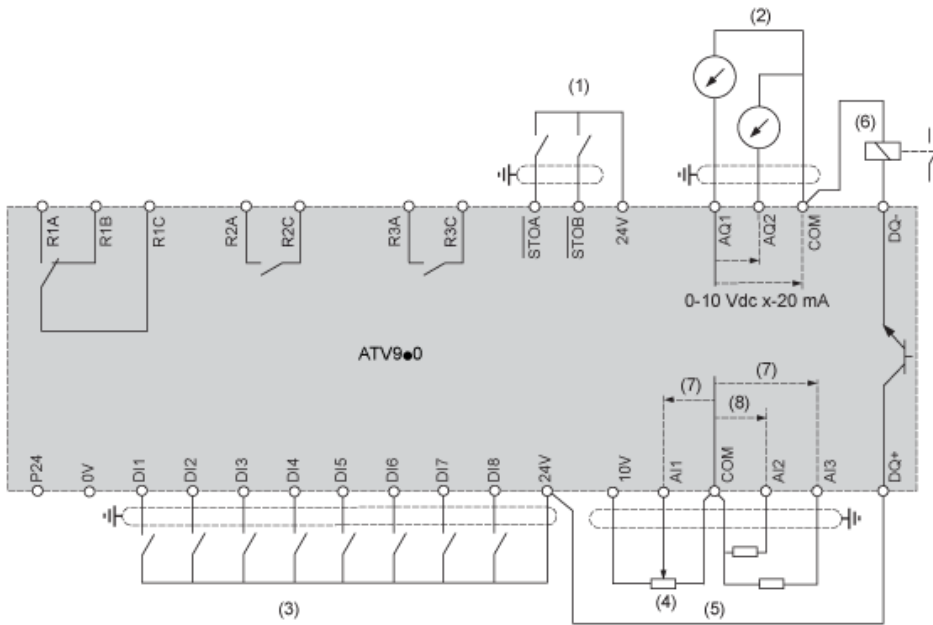 (2)
(1)
(6)
R1A
R1B
R1C
R2A
R2C
R3A
R3C
STOA
STOB
24V
AQ1
AQ2
COM
DQ-
0-10 Vdc x-20 mA
ATV9●0
(7)
(7)
(8)
P24
0V
DI1
DI2
DI3
DI4
DI5
DI6
DI7
DI8
24V
10V
AI1
COM
AI2
AI3
DQ+
(3)
(4)
(5)